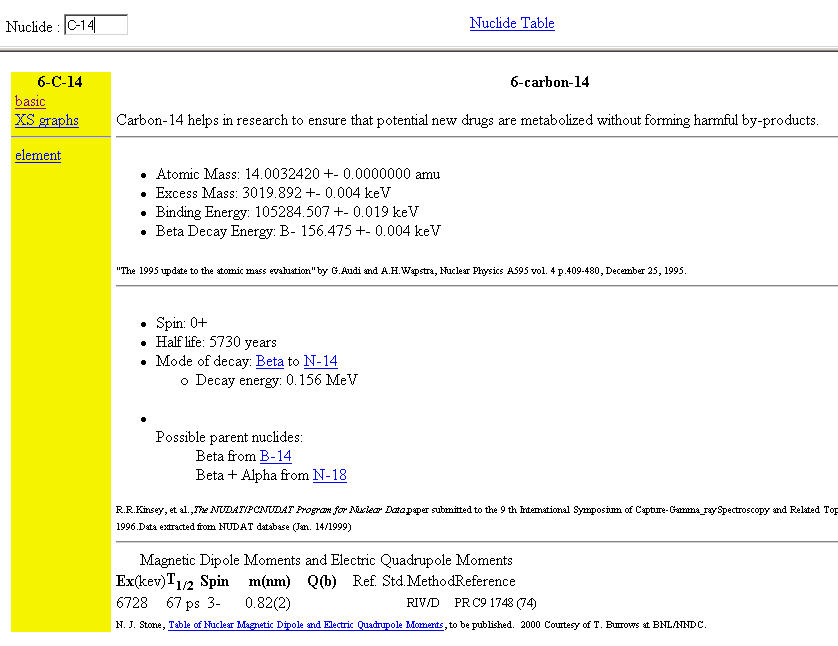 Nuclide : C-14 Nuclide Table
6-C-14
basic
XS graphs
element
6-carbon-14
Carbon-14 helps in research to ensure that potential new drugs are metabolized without forming harmful by-products.
Atomic Mass: 14.0032420 +- 0.0000000 amu
Excess Mass: 3019.892 +- 0.004 keV
Binding Energy: 105284.507 +- 0.019 keV
Beta Decay Energy: B- 156.475 +- 0.004 keV
"The 1995 update to the atomic mass evaluation" by G.Audi and A.H.Wapstra, Nuclear Physics A595 vol. 4 p.409-480, December 25, 1995.
Spin: 0+
Half life: 5730 years
Mode of decay: Beta to N-14
Decay energy: 0.156 MeV
Possible parent nuclides:
Beta from B-14
Beta + Alpha from N-18
R.R.Kinsey, et al.,The NUDAT/PCNUDAT Program for Nuclear Data,paper submitted to the 9 th International Symposium of Capture-Gamma_raySpectroscopy and Related Top
1996.Data extracted from NUDAT database (Jan. 14/1999)
Magnetic Dipole Moments and Electric Quadrupole Moments
Ex(kev) T1/2 Spin m(nm) Q(b) Ref. Std. Method Reference
6728 67 ps 3- 0.82(2) RIV/D PR C9 1748 (74)
N. J. Stone, Table of Nuclear Magnetic Dipole and Electric Quadrupole Moments, to be published. 2000 Courtesy of T. Burrows at BNL/NNDC.